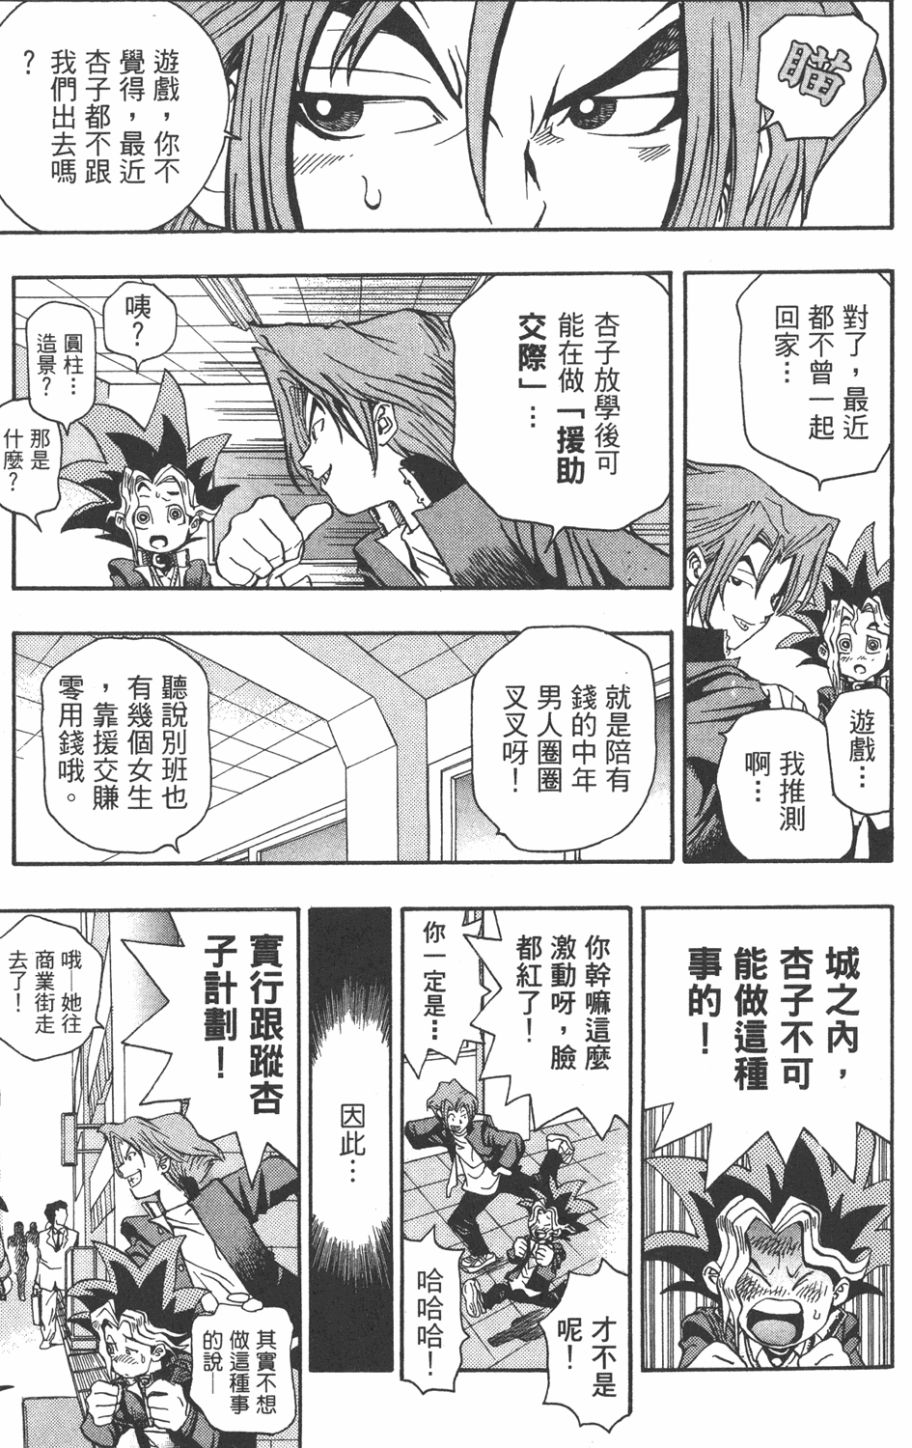 瞄
遊戲，你不
覺得，最近
杏子都不跟
我們出去嗎
？
對了，最近
都不曾一起
回家…
遊戲…
我推測
啊…
杏子放學後可
能在做「援助
交際」…
咦？
圓柱…
造景？
那是
什麼？
就是陪有
錢的中年
男人圈圈
叉叉呀！
聽說別班也
有幾個女生
，靠援交賺
零用錢哦。
城之內，
杏子不可
能做這種
事的！
你幹嘛這麼
激動呀，臉
都紅了！
你一定是…
才不是
呢！
哈哈哈！
因此…
實行跟蹤杏
子計劃！
哦—她往
商業街走
去了！
其實不想
做這種事
的說—